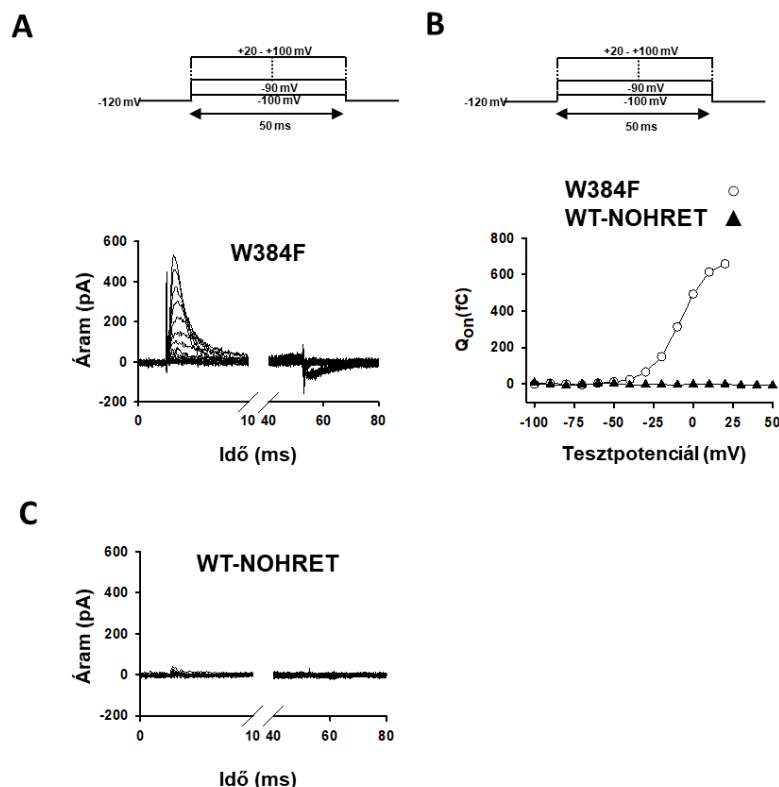 A
+20 - +100 mV
-90 mV
-120 mV
-100 mV
50 ms
W384F
600
400
200
0
-200
Áram (pA)
0
10
40
60
80
Idő (ms)
B
+20 - +100 mV
-90 mV
-120 mV
-100 mV
50 ms
W384F
WT-NOHRET
800
600
400
200
0
Qon(fC)
-100
-75
-50
-25
0
25
50
Tesztpotenciál (mV)
C
WT-NOHRET
600
400
200
0
-200
Áram (pA)
0
10
40
60
80
Idő (ms)